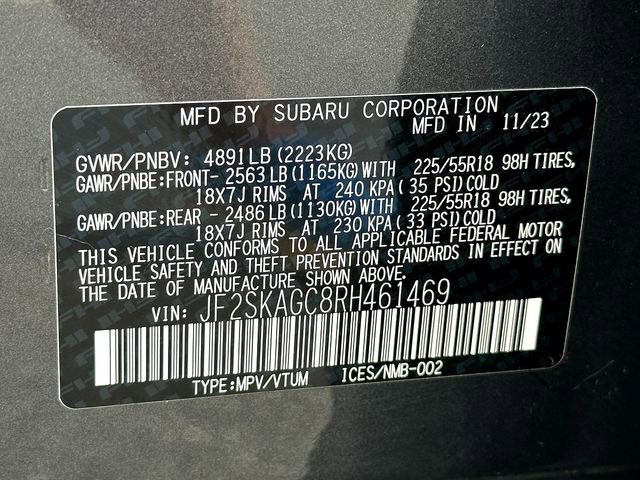 MFD BY SUBARU CORPORATION
MFD IN 11/23
GVWR/PNBV: 4891LB(2223KG)
GAWR/PNBE:FRONT- 2563LB(1165KG)WITH 225/55R18 98H TIRES,
18X7J RIMS AT 240 KPA(35 PSI)COLD
GAWR/PNBE:REAR - 2486LB(1130KG)WITH 225/55R18 98H TIRES,
18X7J RIMS AT 230 KPA(33 PSI)COLD
THIS VEHICLE CONFORMS TO ALL APPLICABLE FEDERAL MOTOR
VEHICLE SAFETY AND THEFT PREVENTION STANDARDS IN EFFECT ON
THE DATE OF MANUFACTURE SHOWN ABOVE.
VIN: JF2SKAGC8RH461469
TYPE:MPV/VTUM ICES/NMB-002